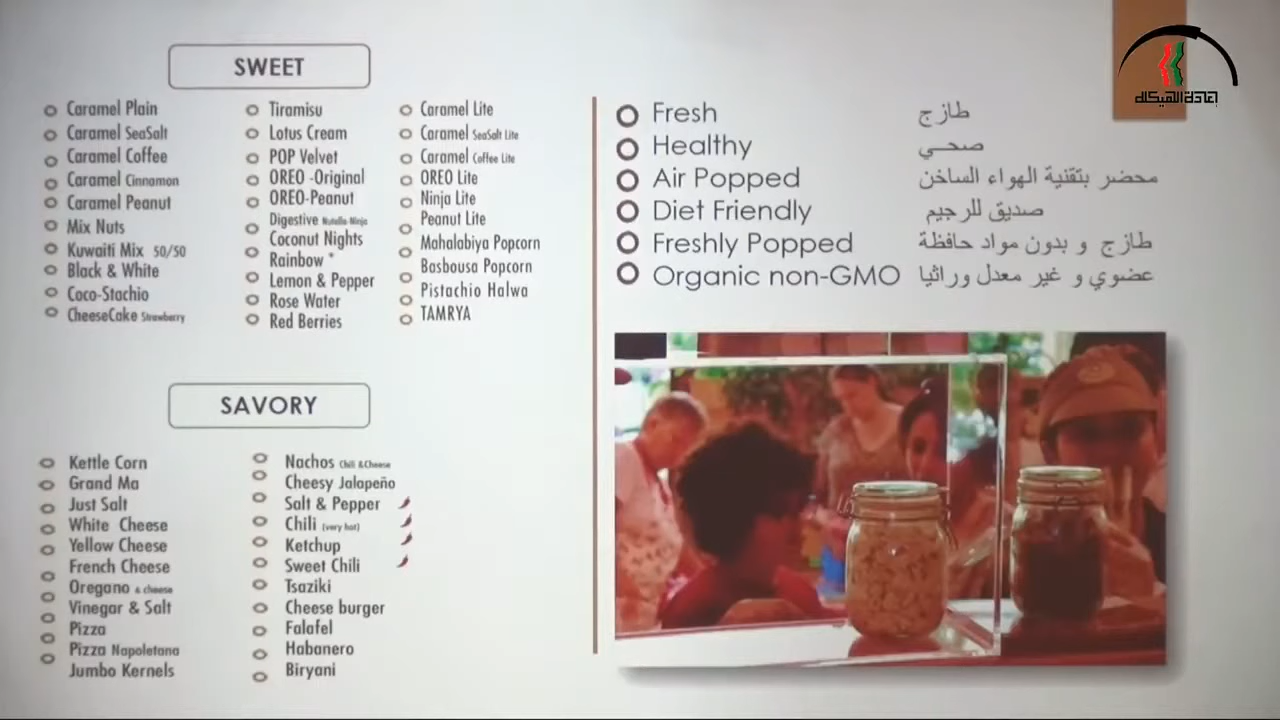 SWEET
Caramel Plain
Caramel SeaSalt
Caramel Coffee
Caramel Cinnamon
Caramel Peanut
Mix Nuts
Kuwaiti Mix 50/50
Black & White
Coco-Stachio
CheeseCake Strawberry
Tiramisu
Lotus Cream
POP Velvet
OREO -Original
OREO-Peanut
Digestive Nutella-Ninja
Coconut Nights
Rainbow *
Lemon & Pepper
Rose Water
Red Berries
Caramel Lite
Caramel SeaSalt Lite
Caramel Coffee Lite
OREO Lite
Ninja Lite
Peanut Lite
Mahalabiya Popcorn
Basbousa Popcorn
Pistachio Halwa
TAMRYA
SAVORY
Kettle Corn
Grand Ma
Just Salt
White Cheese
Yellow Cheese
French Cheese
Oregano & cheese
Vinegar & Salt
Pizza
Pizza Napoletana
Jumbo Kernels
Nachos Chili &Cheese
Cheesy Jalapeño
Salt & Pepper
Chili (very hot)
Ketchup
Sweet Chili
Tsaziki
Cheese burger
Falafel
Habanero
Biryani
Fresh طازج
Healthy صحي
Air Popped محضر بتقنية الهواء الساخن
Diet Friendly صديق للرجيم
Freshly Popped طازج و بدون مواد حافظة
Organic non-GMO عضوي و غير معدل وراثيا
إعادة الهيكلة